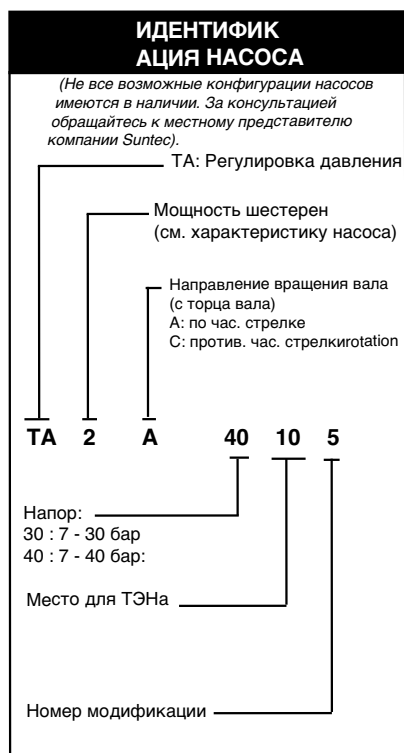 ИДЕНТИФИК
АЦИЯ НАСОСА
(Не все возможные конфигурации насосов
имеются в наличии. За консультацией
обращайтесь к местному представителю
компании Suntec).
ТА: Регулировка давления
Мощность шестерен
(см. характеристику насоса)
Направление вращения вала
(с торца вала)
А: по час. стрелке
С: против. час. стрелкиrotation
ТА 2 А 40 10 5
Напор:
30 : 7 - 30 бар
40 : 7 - 40 бар:
Место для ТЭНа
Номер модификации